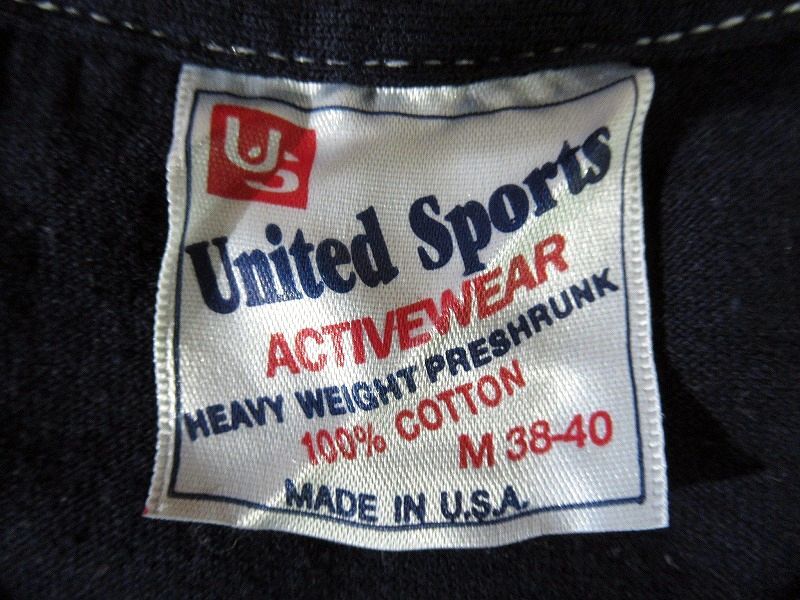 US
United Sports
ACTIVEWEAR
HEAVY WEIGHT PRESHRUNK
100% COTTON
M 38-40
MADE IN U.S.A.